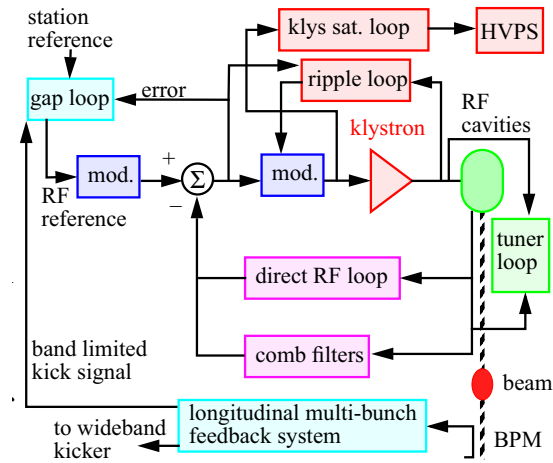 station
reference
klys sat. loop
HVPS
gap loop
error
ripple loop
RF
cavities
klystron
mod.
+
Σ
−
mod.
RF
reference
tuner
loop
direct RF loop
comb filters
band limited
kick signal
beam
longitudinal multi-bunch
feedback system
to wideband
kicker
BPM